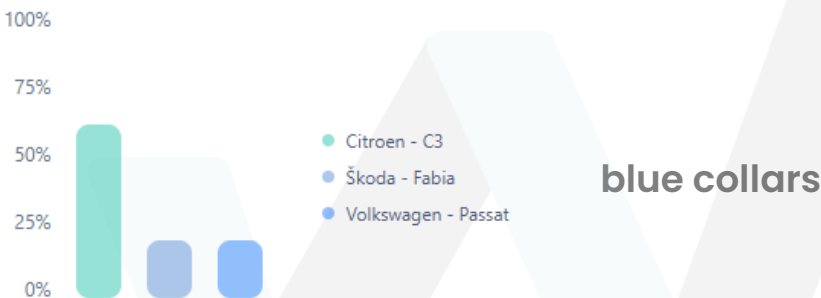 100%
75%
50%
25%
0%
Citroen - C3
Škoda - Fabia
Volkswagen - Passat
blue collars